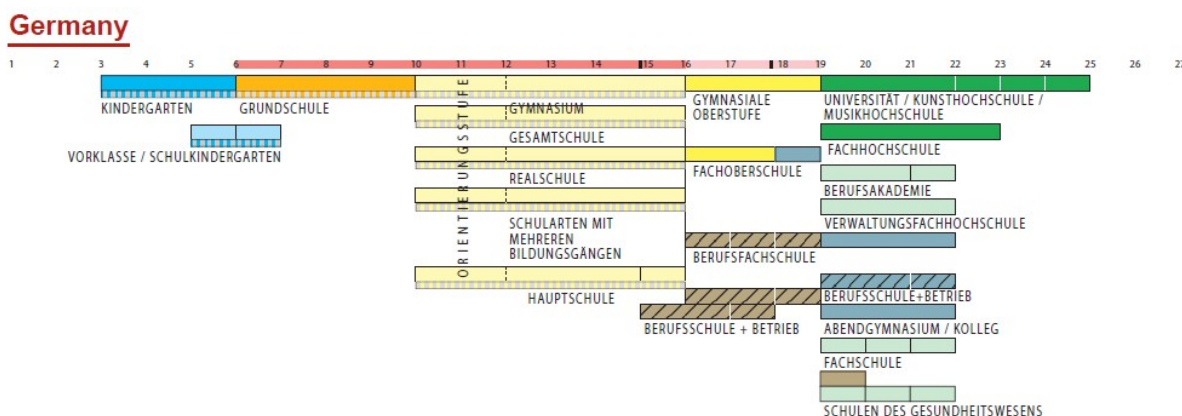 Germany
1 2 3 4 5 6 7 8 9 10 11 12 13 14 15 16 17 18 19 20 21 22 23 24 25 26 27
KINDERGARTEN
GRUNDSCHULE
VORKLASSE / SCHULKINDERGARTEN
ORIENTIERUNGSSTUFE
GYMNASIUM
GESAMTSCHULE
REALSCHULE
SCHULARTEN MIT
MEHREREN
BILDUNGSGÄNGEN
HAUPTSCHULE
GYMNASIALE
OBERSTUFE
FACHOBERSCHULE
BERUFSFACHSCHULE
BERUFSSCHULE + BETRIEB
UNIVERSITÄT / KUNSTHOCHSCHULE /
MUSIKHOCHSCHULE
FACHHOCHSCHULE
BERUFSAKADEMIE
VERWALTUNGSFACHHOCHSCHULE
BERUFSSCHULE+BETRIEB
ABENDGYMNASIUM / KOLLEG
FACHSCHULE
SCHULEN DES GESUNDHEITSWESENS